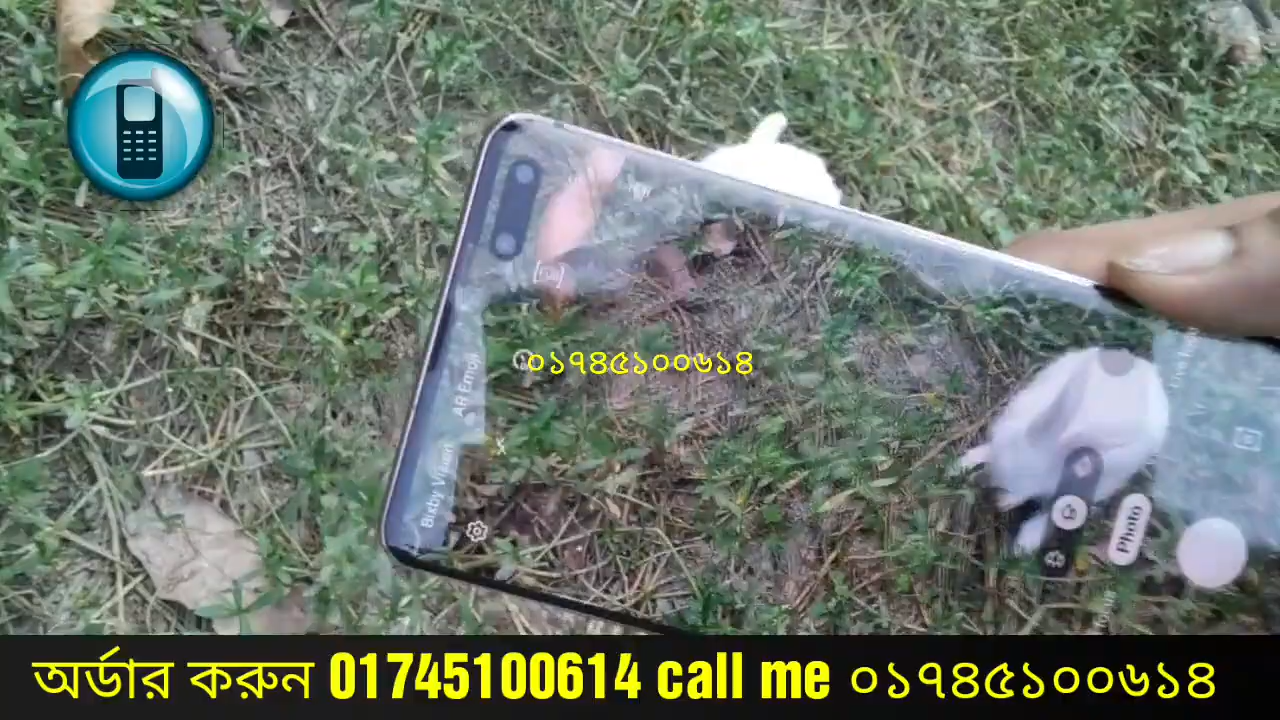 AR Emoji
০১৭৪৫১০০৬১৪
Bixby Vision
Photo
অর্ডার করুন 01745100614 call me ০১৭৪৫১০০৬১৪